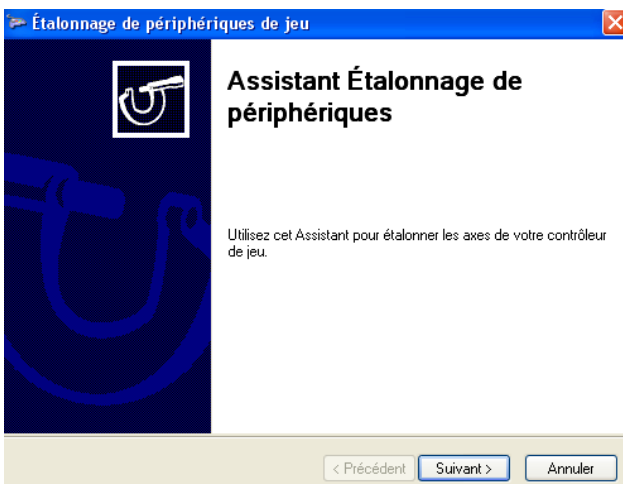 Étalonnage de périphériques de jeu
Assistant Étalonnage de
périphériques
Utilisez cet Assistant pour étalonner les axes de votre contrôleur
de jeu.
< Précédent Suivant > Annuler